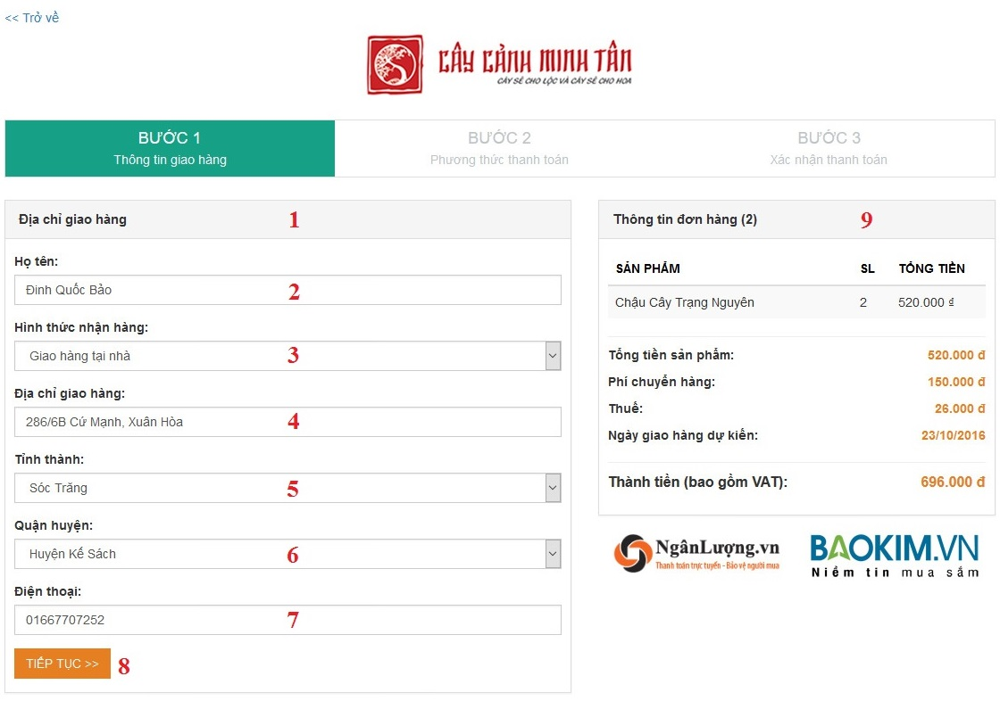 << Trở về
CÂY CẢNH MINH TÂN
CÂY SẼ CHO LỘC VÀ CÂY SẼ CHO HOA
BƯỚC 1
Thông tin giao hàng
BƯỚC 2
Phương thức thanh toán
BƯỚC 3
Xác nhận thanh toán
Địa chỉ giao hàng 1
Họ tên:
Đinh Quốc Bảo 2
Hình thức nhận hàng:
Giao hàng tại nhà 3
Địa chỉ giao hàng:
286/6B Cứ Mạnh, Xuân Hòa 4
Tỉnh thành:
Sóc Trăng 5
Quận huyện:
Huyện Kế Sách 6
Điện thoại:
01667707252 7
TIẾP TỤC >> 8
Thông tin đơn hàng (2) 9
SẢN PHẨM SL TỔNG TIỀN
Chậu Cây Trạng Nguyên 2 520.000 ₫
Tổng tiền sản phẩm: 520.000 đ
Phí chuyển hàng: 150.000 đ
Thuế: 26.000 đ
Ngày giao hàng dự kiến: 23/10/2016
Thành tiền (bao gồm VAT): 696.000 đ
NgânLượng.vn
Thanh toán trực tuyến - Bảo vệ người mua
BAOKIM.VN
Niềm tin mua sắm